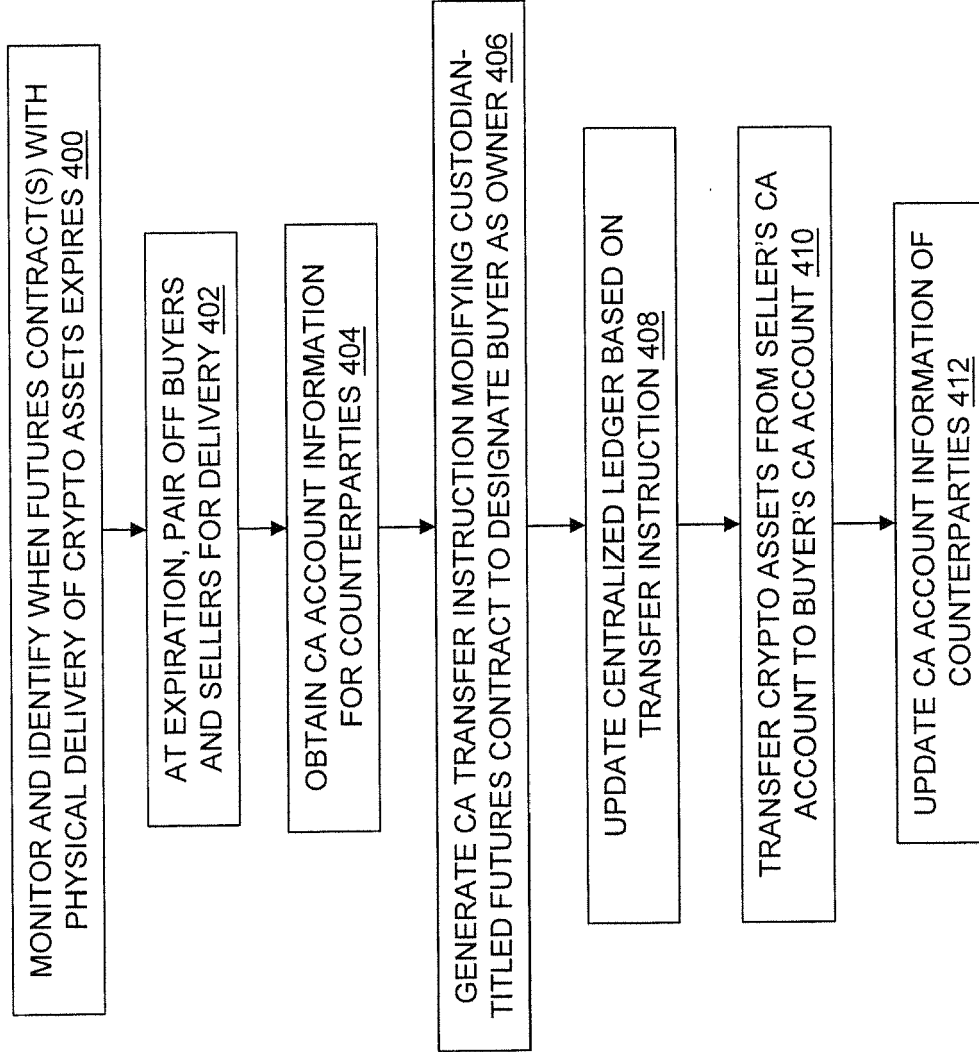 MONITOR AND IDENTIFY WHEN FUTURES CONTRACT(S) WITH
PHYSICAL DELIVERY OF CRYPTO ASSETS EXPIRES 400
AT EXPIRATION, PAIR OFF BUYERS
AND SELLERS FOR DELIVERY 402
OBTAIN CA ACCOUNT INFORMATION
FOR COUNTERPARTIES 404
GENERATE CA TRANSFER INSTRUCTION MODIFYING CUSTODIAN-
TITLED FUTURES CONTRACT TO DESIGNATE BUYER AS OWNER 406
UPDATE CENTRALIZED LEDGER BASED ON
TRANSFER INSTRUCTION 408
TRANSFER CRYPTO ASSETS FROM SELLER'S CA
ACCOUNT TO BUYER'S CA ACCOUNT 410
UPDATE CA ACCOUNT INFORMATION OF
COUNTERPARTIES 412